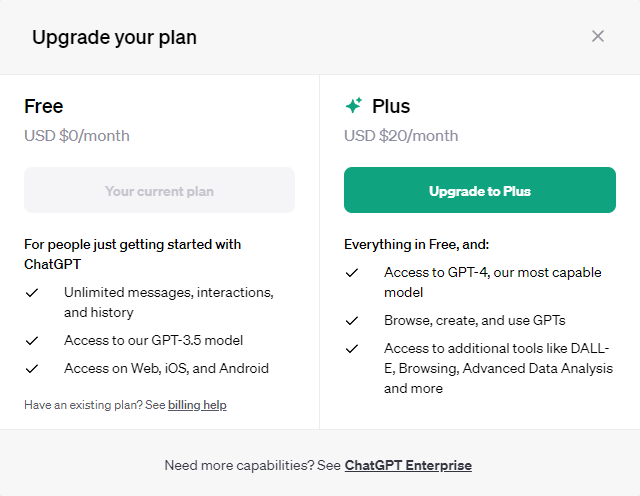 Upgrade your plan
Free
USD $0/month
Your current plan
For people just getting started with
ChatGPT
Unlimited messages, interactions,
and history
Access to our GPT-3.5 model
Access on Web, iOS, and Android
Have an existing plan? See billing help
Plus
USD $20/month
Upgrade to Plus
Everything in Free, and:
Access to GPT-4, our most capable
model
Browse, create, and use GPTs
Access to additional tools like DALL-
E, Browsing, Advanced Data Analysis
and more
Need more capabilities? See ChatGPT Enterprise